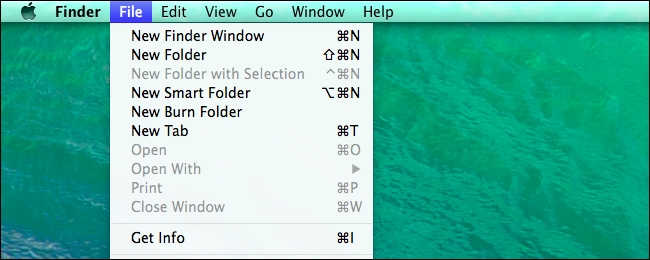 Finder File Edit View Go Window Help
New Finder Window ⌘N
New Folder ⇧⌘N
New Folder with Selection ^⌘N
New Smart Folder ⌥⌘N
New Burn Folder
New Tab ⌘T
Open ⌘O
Open With ▶
Print ⌘P
Close Window ⌘W
Get Info ⌘I